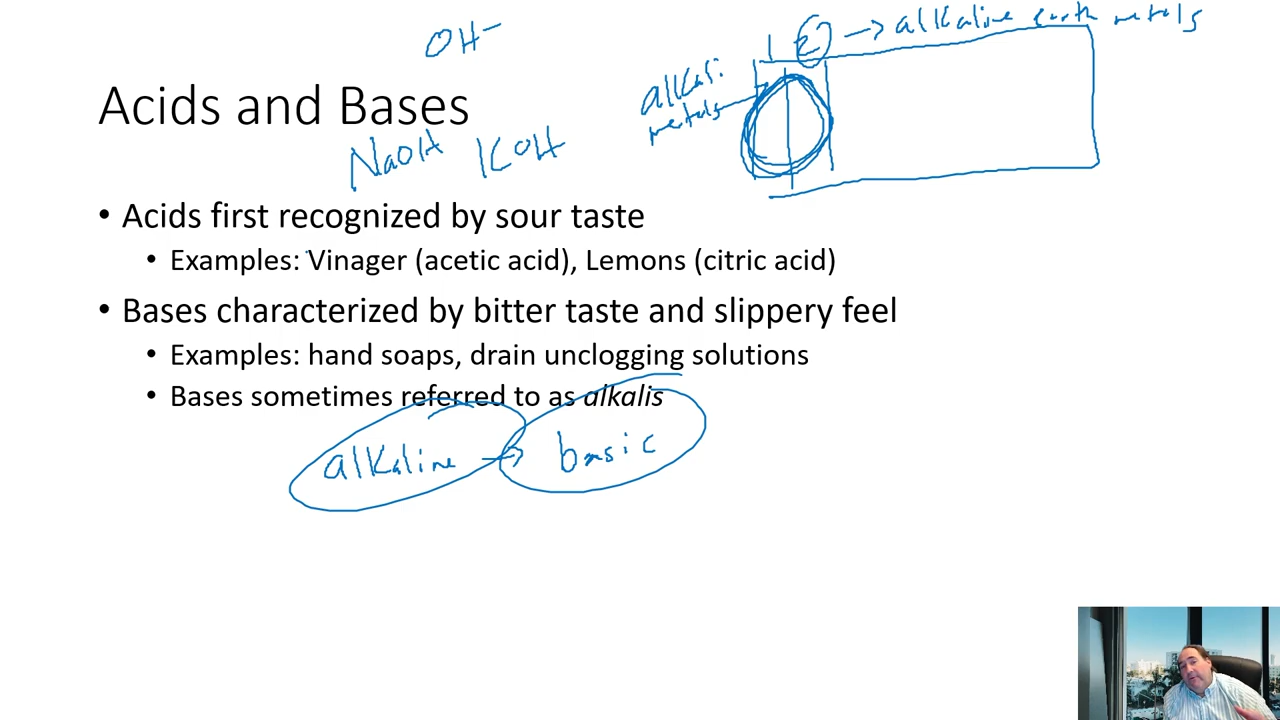 OH-
1 2 → alkaline earth metals
alkali
metals
Acids and Bases
NaOH KOH
• Acids first recognized by sour taste
• Examples: Vinager (acetic acid), Lemons (citric acid)
• Bases characterized by bitter taste and slippery feel
• Examples: hand soaps, drain unclogging solutions
• Bases sometimes referred to as alkalis
alkaline → basic